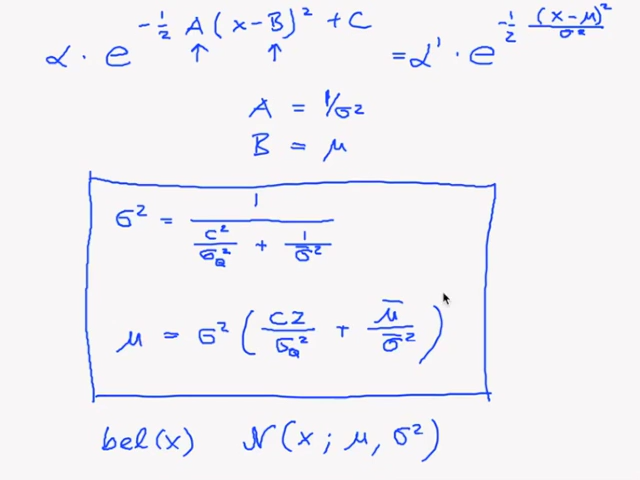 α · e^{-1/2 A(x-B)² + C} = α' · e^{-1/2 (x-μ)²/σ²}
↑ ↑
A = 1/σ²
B = μ
σ² = 1/(c²/σ_Q² + 1/σ̄²)
μ = σ² (cz/σ_Q² + μ̄/σ̄²)
bel(x) N(x; μ, σ²)